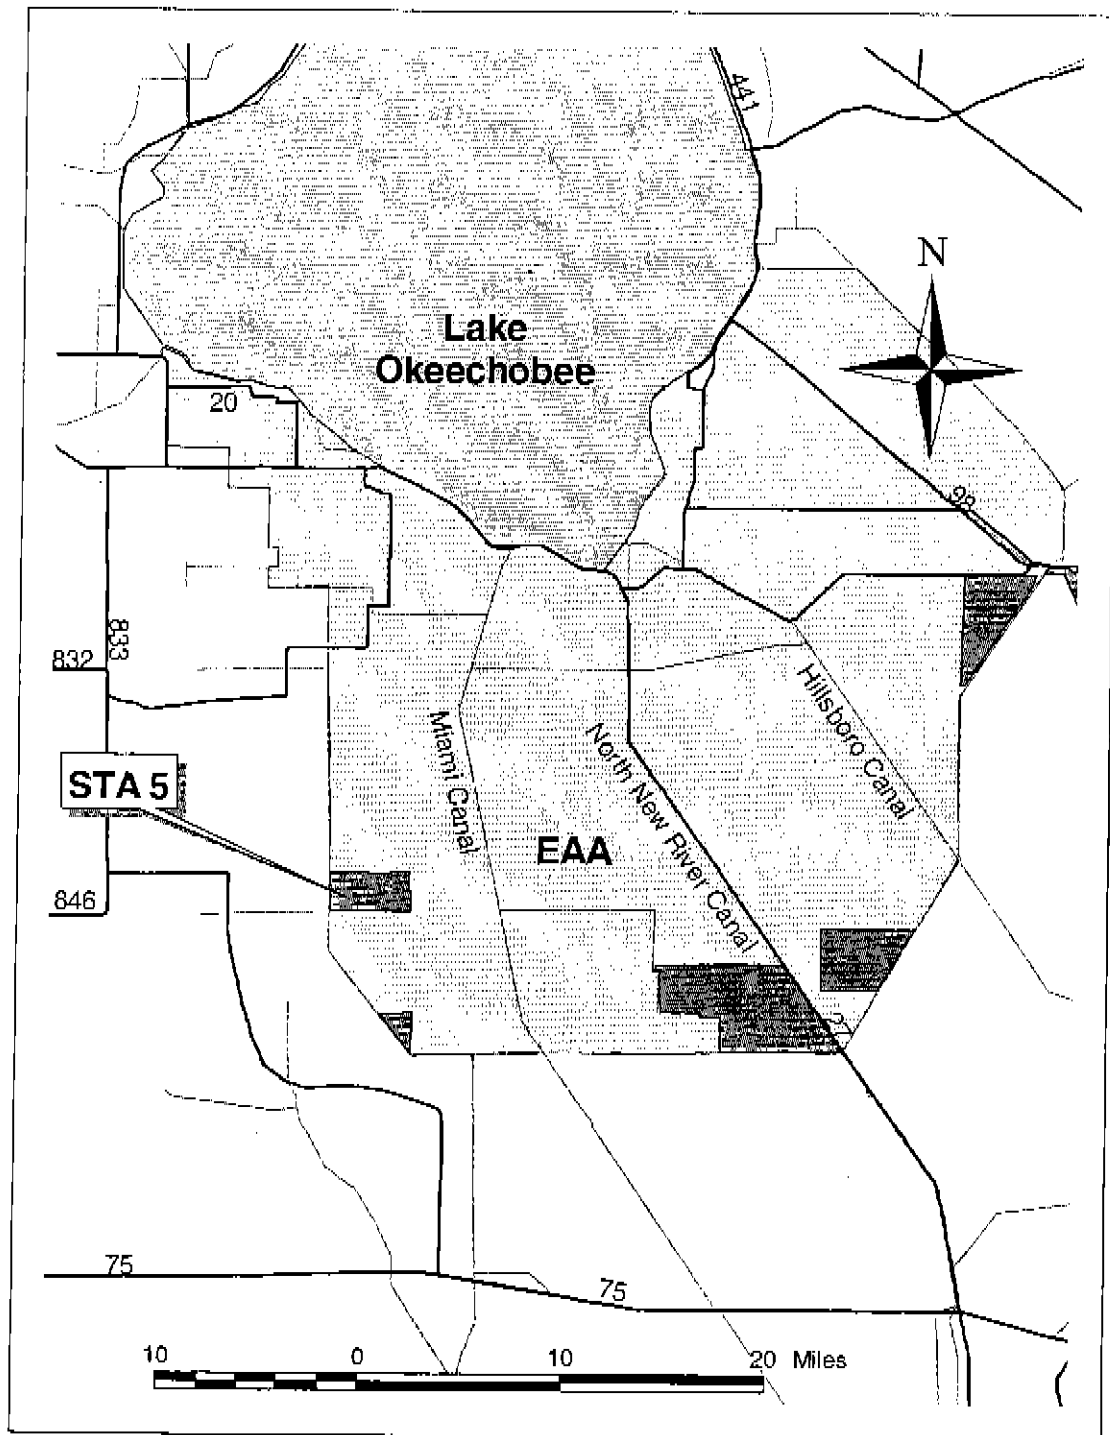 441
N
Lake
Okeechobee
20
98
833
832
Hillsboro Canal
Miami Canal
North New River Canal
STA 5
EAA
846
27
75
75
10 0 10 20 Miles